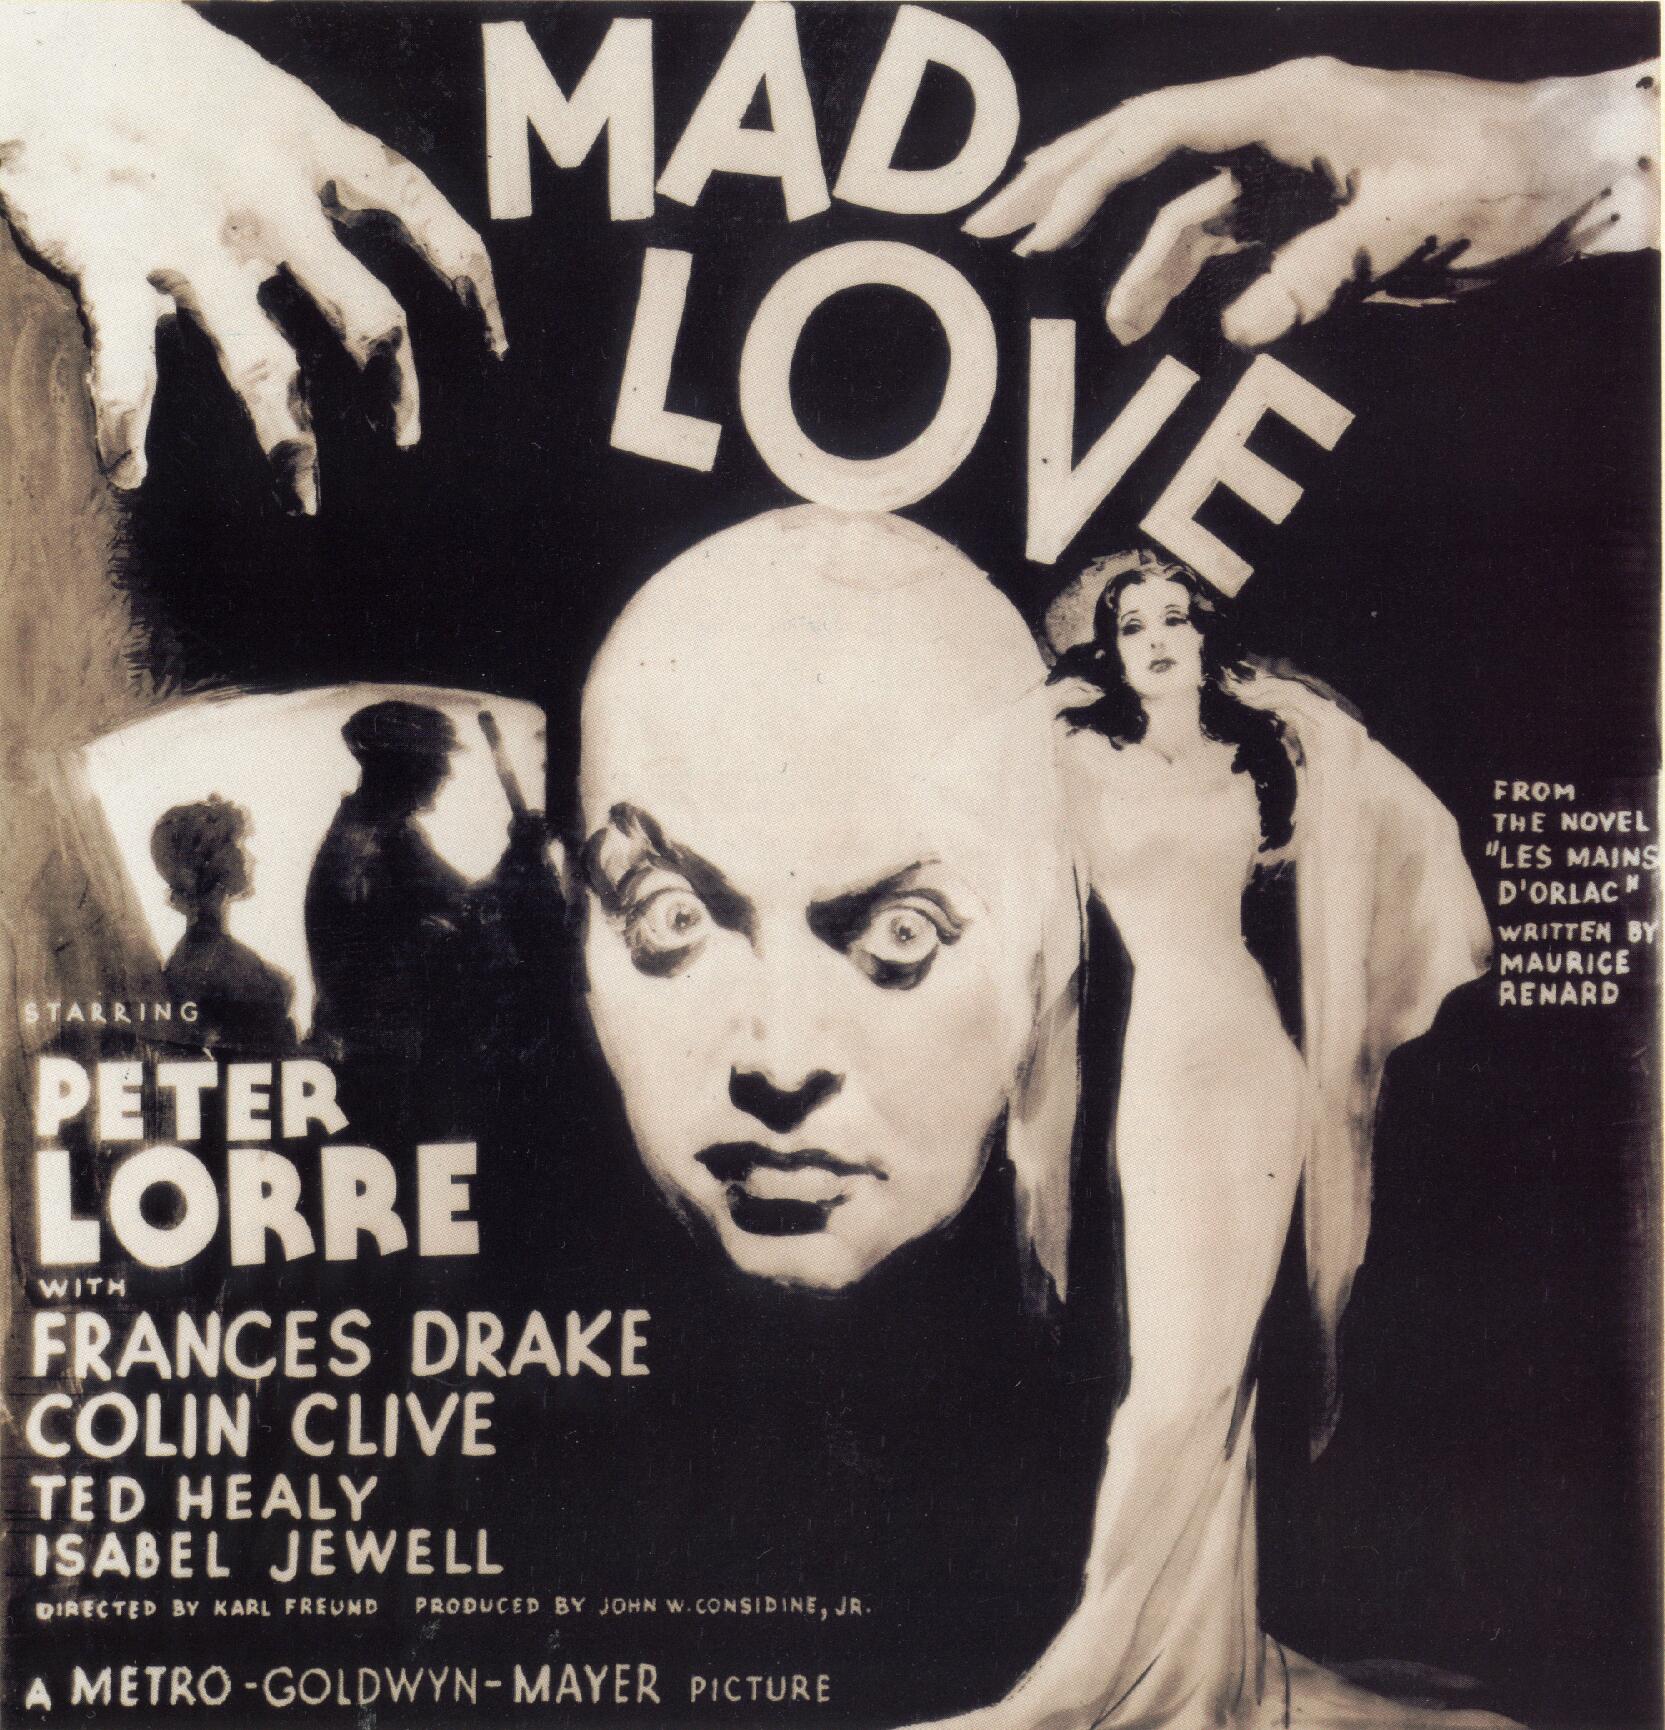 MAD
LOVE
FROM
THE NOVEL
"LES MAINS
D'ORLAC"
WRITTEN BY
MAURICE
RENARD
STARRING
PETER
LORRE
WITH
FRANCES DRAKE
COLIN CLIVE
TED HEALY
ISABEL JEWELL
DIRECTED BY KARL FREUND PRODUCED BY JOHN W. CONSIDINE, JR.
A METRO-GOLDWYN-MAYER PICTURE